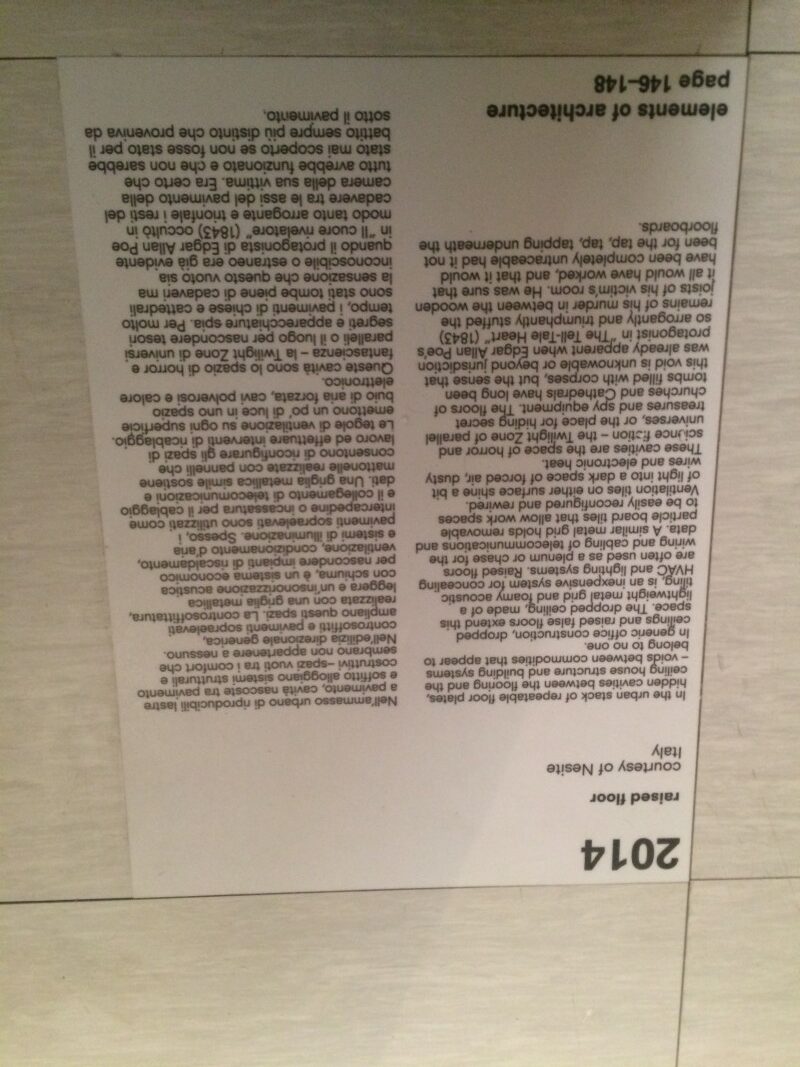 2014
raised floor
courtesy of Nesite
Italy
In the urban stack of repeatable floor plates,
hidden cavities between the flooring and the
ceiling house structure and building systems
– voids between commodities that appear to
belong to no one.
In generic office construction, dropped
ceilings and raised false floors extend this
space. The dropped ceiling, made of a
lightweight metal grid and foamy acoustic
tiling, is an inexpensive system for concealing
HVAC and lighting systems. Raised floors
are often used as a plenum or chase for the
wiring and cabling of telecommunications and
data. A similar metal grid holds removable
particle board tiles that allow work spaces
to be easily reconfigured and rewired.
Ventilation tiles on either surface shine a bit
of light into a dark space of forced air, dusty
wires and electronic heat.
These cavities are the space of horror and
science fiction – the Twilight Zone of parallel
universes, or the place for hiding secret
treasures and spy equipment. The floors of
churches and Cathedrals have long been
tombs filled with corpses, but the sense that
this void is unknowable or beyond jurisdiction
was already apparent when Edgar Allan Poe's
protagonist in "The Tell-Tale Heart" (1843)
so arrogantly and triumphantly stuffed the
remains of his murder in between the wooden
joists of his victim's room. He was sure that
it all would have worked, and that it would
have been completely untraceable had it not
been for the tap, tap, tapping underneath the
floorboards.
elements of architecture
page 146–148
Nell'ammasso urbano di riproducibili lastre
a pavimento, cavità nascoste tra pavimento
e soffitto alloggiano sistemi strutturali e
costruttivi –spazi vuoti tra i comfort che
sembrano non appartenere a nessuno.
Nell'edilizia direzionale generica,
controsoffitti e pavimenti sopraelevati
ampliano questi spazi. La controsoffittatura,
realizzata con una griglia metallica
leggera e un'insonorizzazione acustica
con schiuma, è un sistema economico
per nascondere impianti di riscaldamento,
ventilazione, condizionamento d'aria
e sistemi di illuminazione. Spesso, i
pavimenti sopraelevati sono utilizzati come
intercapedine o incassatura per il cablaggio
e il collegamento di telecomunicazioni e
dati. Una griglia metallica simile sostiene
mattonelle realizzate con pannelli che
consentono di riconfigurare gli spazi di
lavoro ed effettuare interventi di ricablaggio.
Le tegole di ventilazione su ogni superficie
emettono un po' di luce in uno spazio
buio di aria forzata, cavi polverosi e calore
elettronico.
Queste cavità sono lo spazio di horror e
fantascienza – la Twilight Zone di universi
paralleli o il luogo per nascondere tesori
segreti e apparecchiature spia. Per molto
tempo, i pavimenti di chiese e cattedrali
sono stati tombe piene di cadaveri ma
la sensazione che questo vuoto sia
inconoscibile o estraneo era già evidente
quando il protagonista di Edgar Allan Poe
in "Il cuore rivelatore" (1843) occultò in
modo tanto arrogante e trionfale i resti del
cadavere tra le assi del pavimento della
camera della sua vittima. Era certo che
tutto avrebbe funzionato e che non sarebbe
stato mai scoperto se non fosse stato per il
battito sempre più distinto che proveniva da
sotto il pavimento.